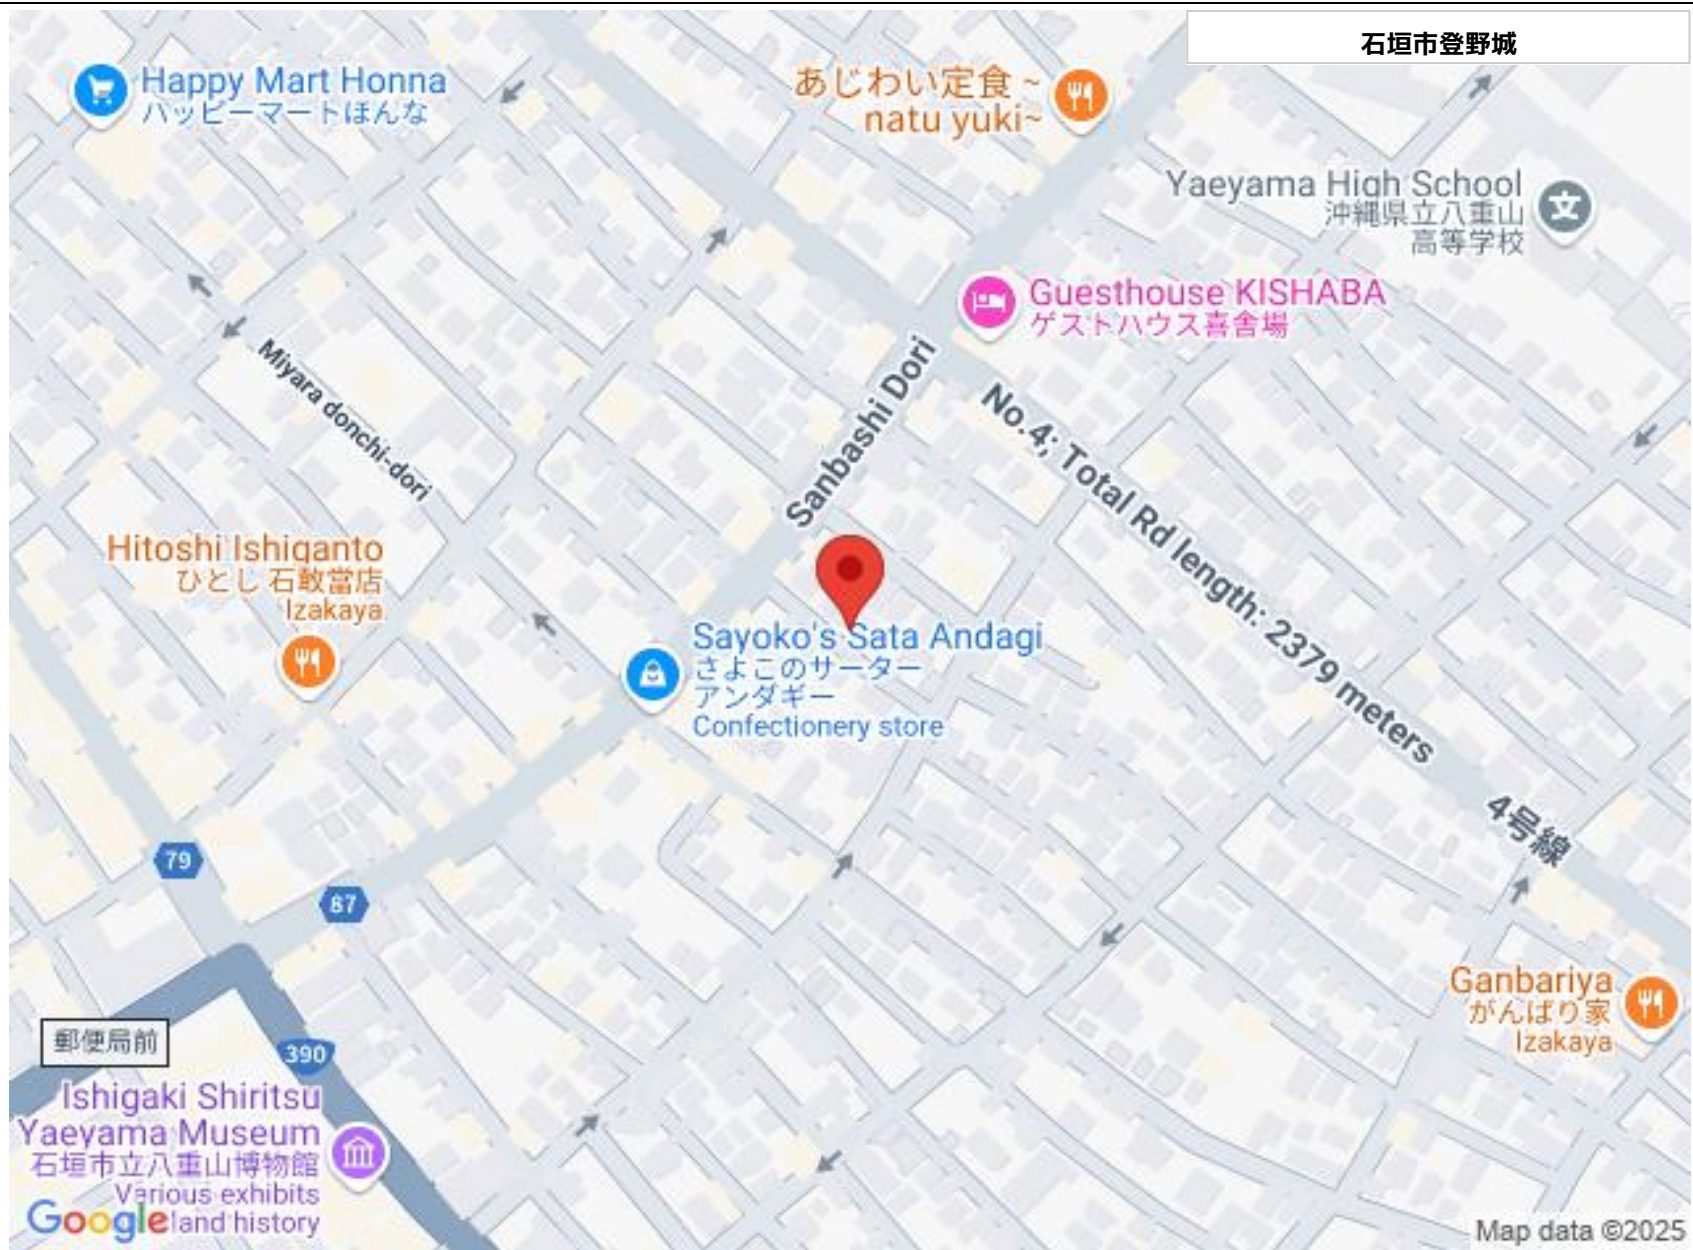 石垣市登野城
Happy Mart Honna
ハッピーマートほんな
あじわい定食 ~
natu yuki~
Yaeyama High School
沖縄県立八重山
高等学校
Guesthouse KISHABA
ゲストハウス喜舎場
Miyara donchi-dori
Sanbashi Dori
No.4; Total Rd length: 2379 meters
4号線
Hitoshi Ishiganto
ひとし 石敢當店
Izakaya
Sayoko's Sata Andagi
さよこのサーター
アンダギー
Confectionery store
79
87
Ganbariya
がんばり家
Izakaya
郵便局前
390
Ishigaki Shiritsu
Yaeyama Museum
石垣市立八重山博物館
Various exhibits
land history
Google
Map data ©2025